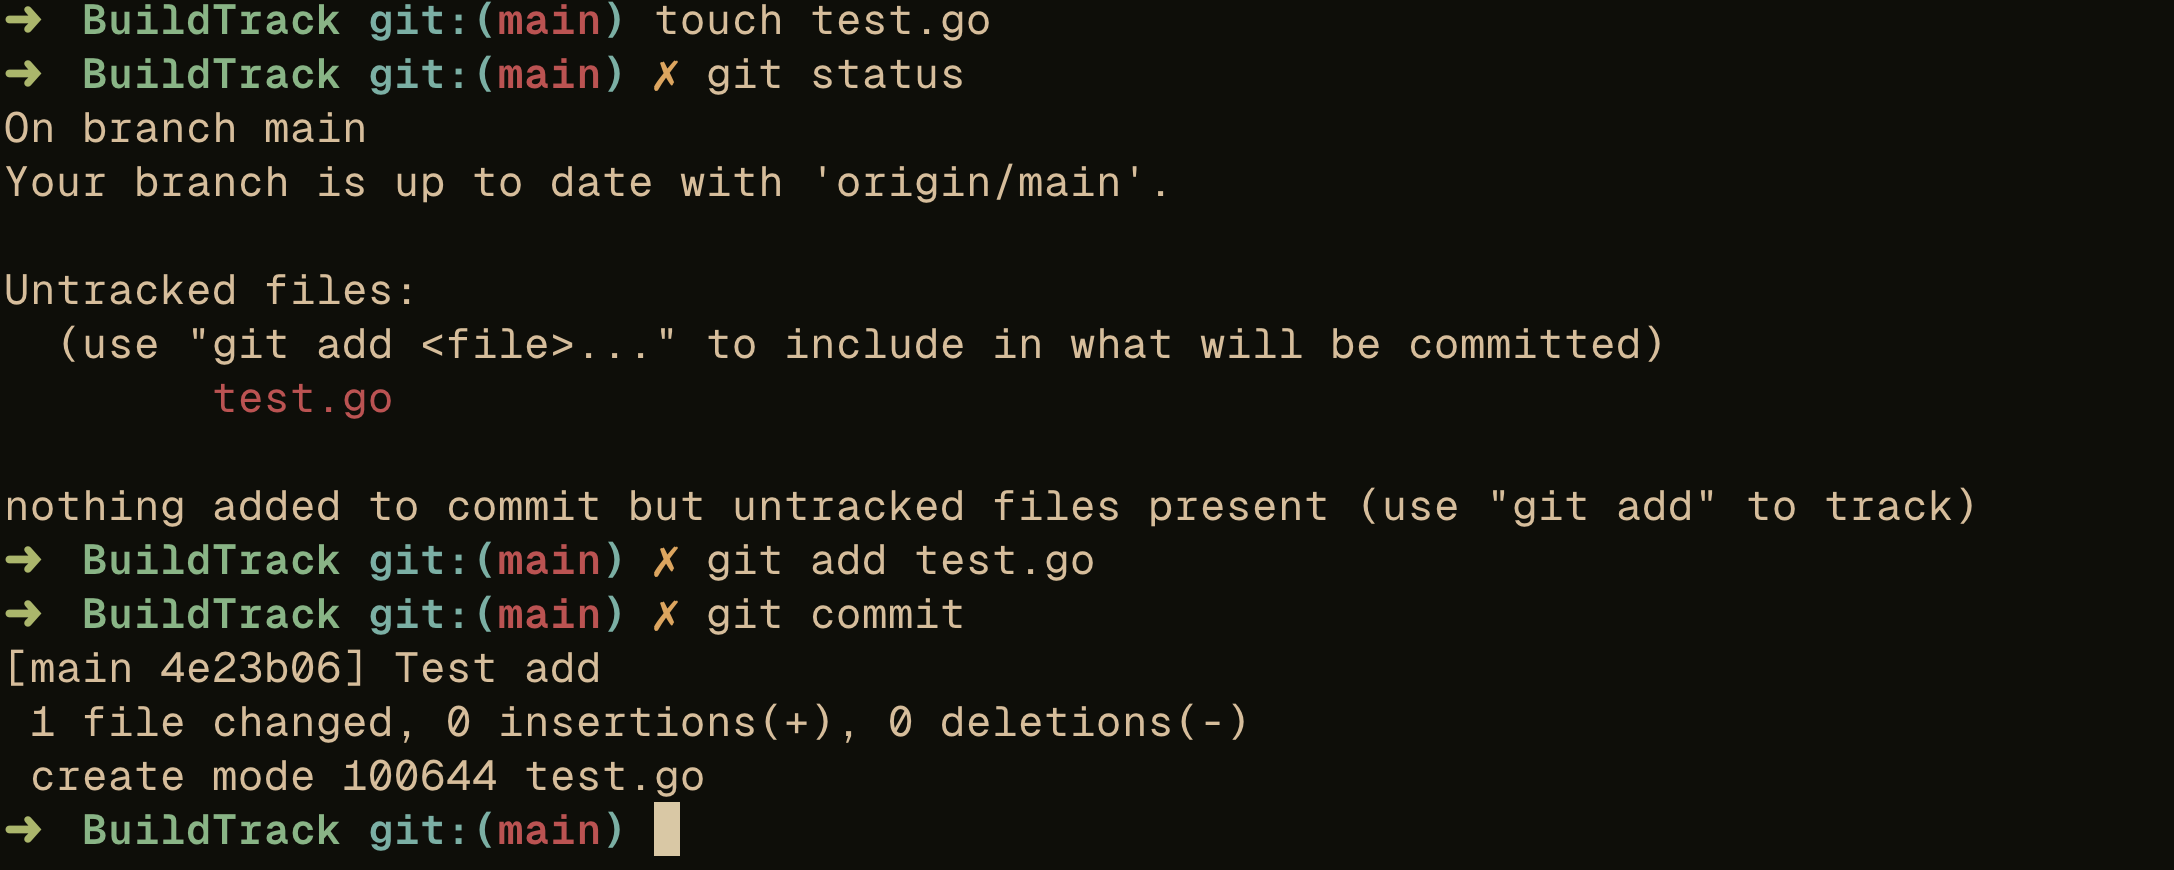 ➜  BuildTrack git:(main) touch test.go
➜  BuildTrack git:(main) ✗ git status
On branch main
Your branch is up to date with 'origin/main'.

Untracked files:
  (use "git add <file>..." to include in what will be committed)
        test.go

nothing added to commit but untracked files present (use "git add" to track)
➜  BuildTrack git:(main) ✗ git add test.go
➜  BuildTrack git:(main) ✗ git commit
[main 4e23b06] Test add
 1 file changed, 0 insertions(+), 0 deletions(-)
 create mode 100644 test.go
➜  BuildTrack git:(main)